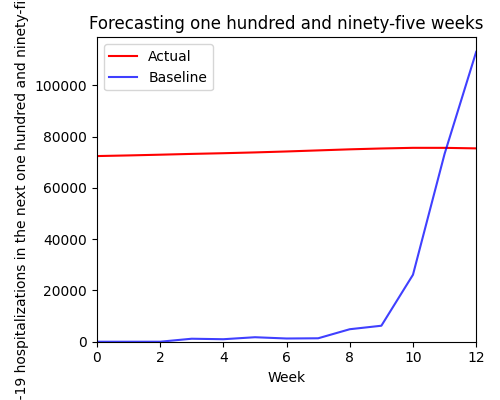 Forecasting one hundred and ninety-five weeks
-19 hospitalizations in the next one hundred and ninety-fi
Actual
Baseline
100000
80000
60000
40000
20000
0
0 2 4 6 8 10 12
Week